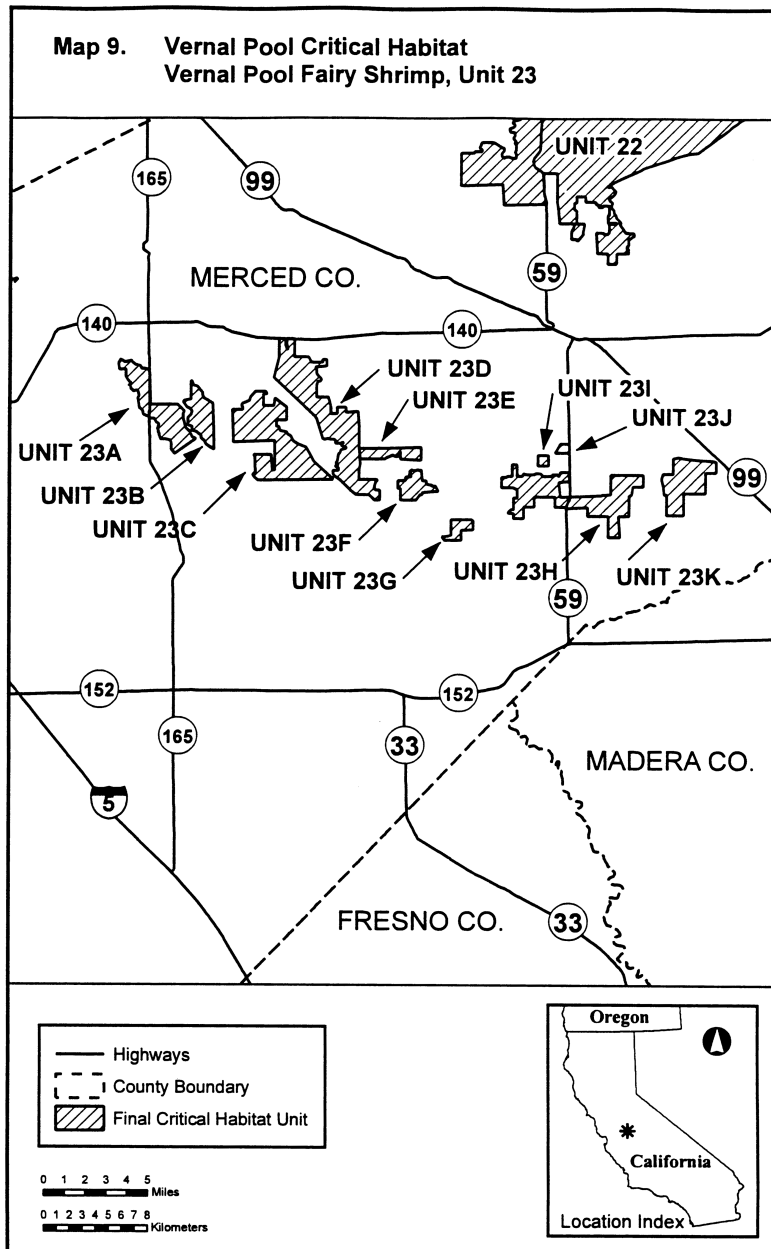 Map 9. Vernal Pool Critical Habitat
Vernal Pool Fairy Shrimp, Unit 23
UNIT 22
165
99
59
MERCED CO.
140
140
UNIT 23D
UNIT 23I
UNIT 23E
UNIT 23J
UNIT 23A
UNIT 23B
99
UNIT 23C
UNIT 23F
UNIT 23G
UNIT 23H
UNIT 23K
59
152
152
165
33
MADERA CO.
5
FRESNO CO.
33
Highways
County Boundary
Final Critical Habitat Unit
0 1 2 3 4 5
Miles
0 1 2 3 4 5 6 7 8
Kilometers
Oregon
California
Location Index